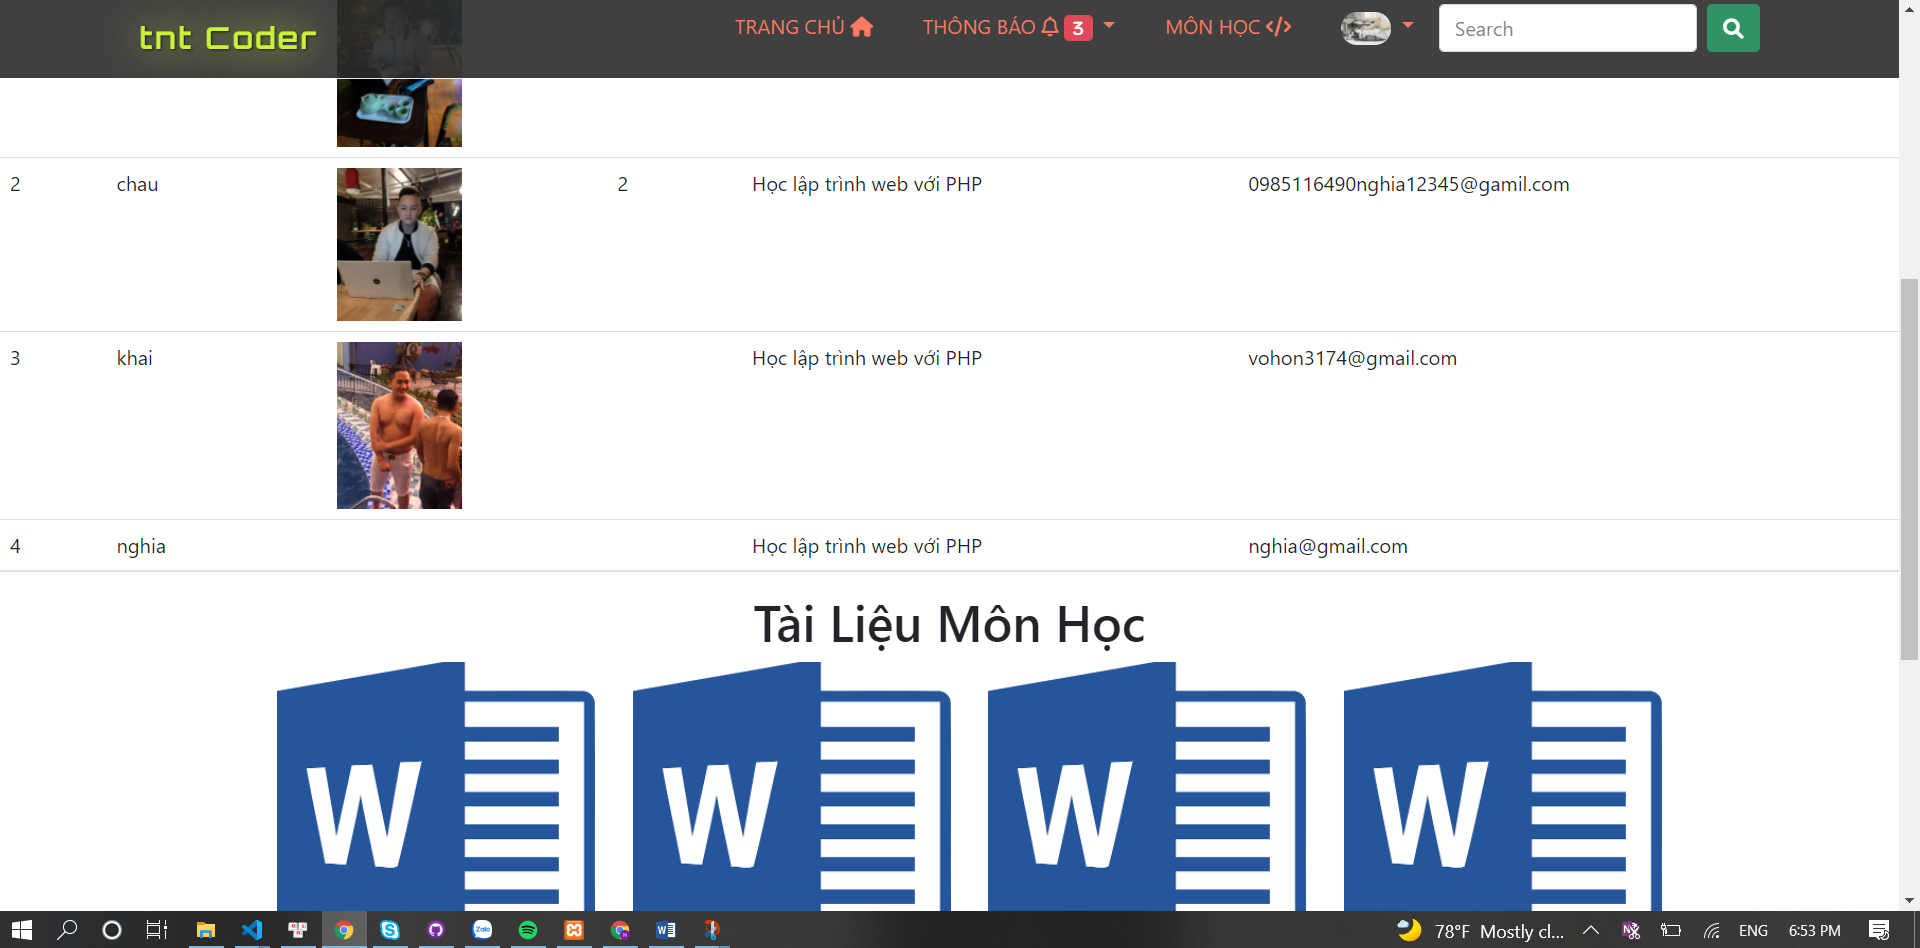 tnt Coder TRANG CHỦ THÔNG BÁO 3 MÔN HỌC Search
2 chau 2 Học lập trình web với PHP 0985116490nghia12345@gamil.com
3 khai Học lập trình web với PHP vohon3174@gmail.com
4 nghia Học lập trình web với PHP nghia@gmail.com
Tài Liệu Môn Học
W W W W
Zalo 78°F Mostly cl... ENG 6:53 PM